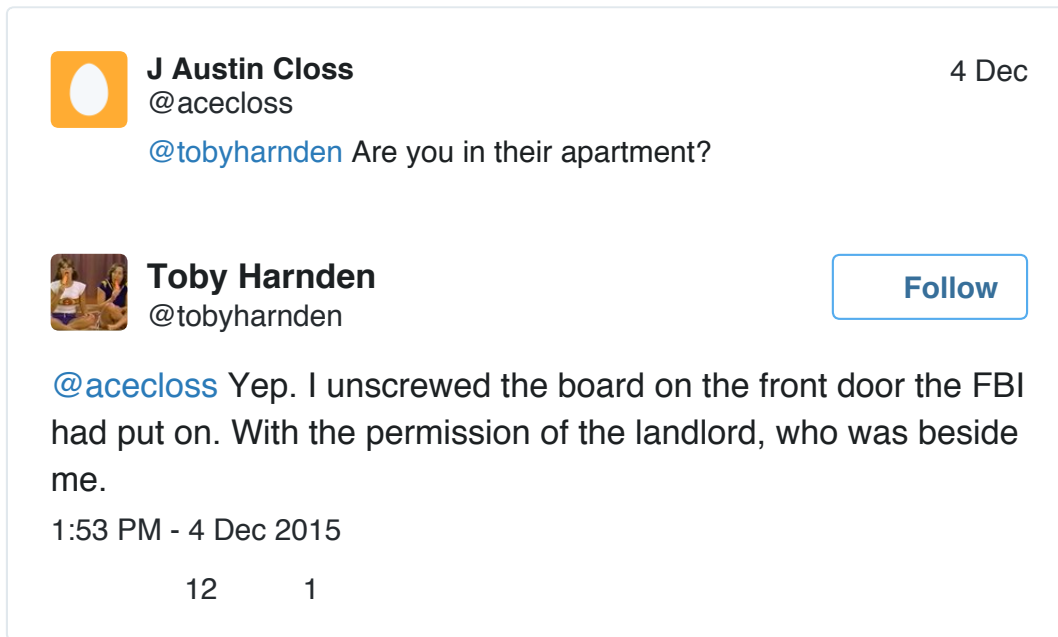 J Austin Closs
4 Dec
@acecloss
@tobyharnden Are you in their apartment?
Toby Harnden
Follow
@tobyharnden
@acecloss Yep. I unscrewed the board on the front door the FBI
had put on. With the permission of the landlord, who was beside
me.
1:53 PM - 4 Dec 2015
12 1